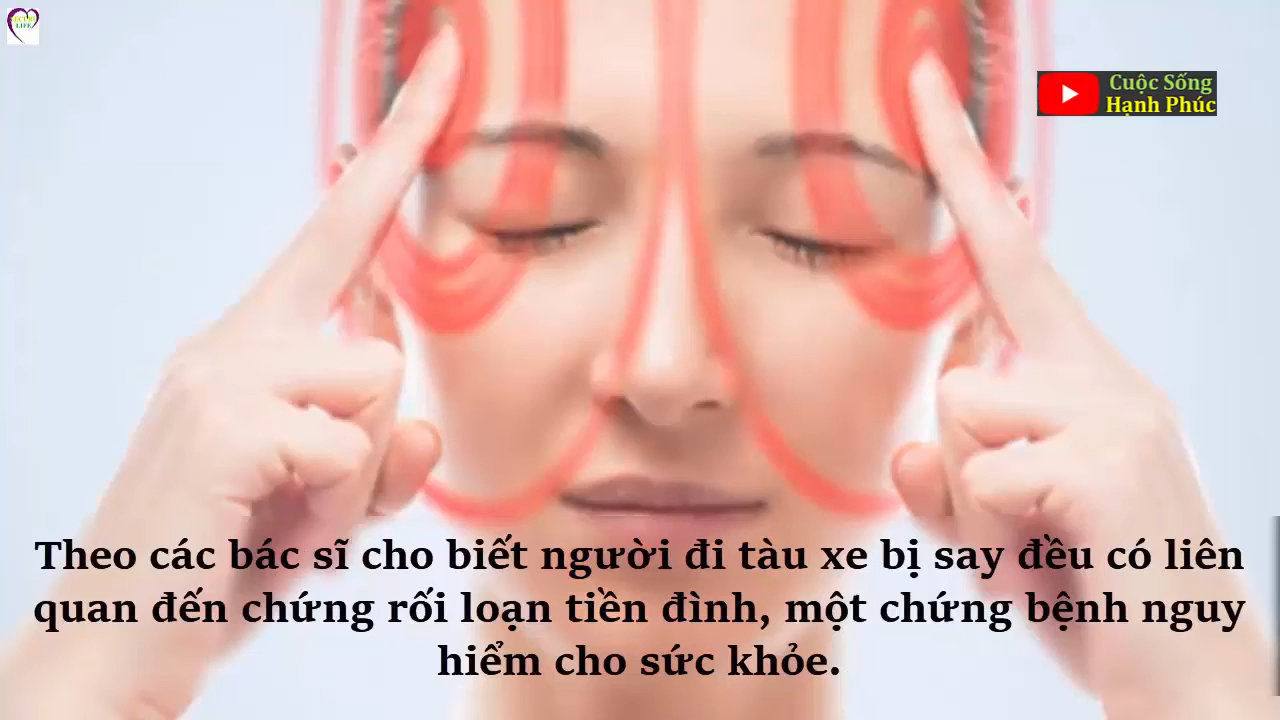 LIFE
Cuộc Sống
Hạnh Phúc
Theo các bác sĩ cho biết người đi tàu xe bị say đều có liên
quan đến chứng rối loạn tiền đình, một chứng bệnh nguy
hiểm cho sức khỏe.